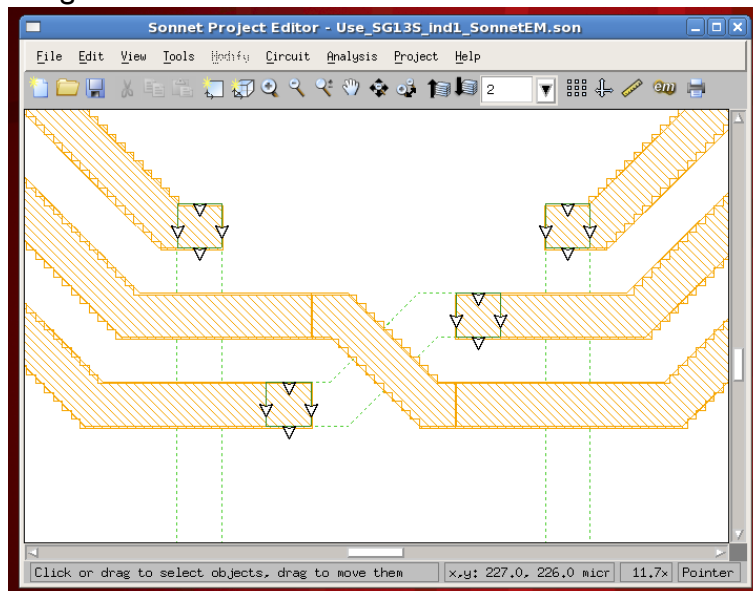 Sonnet Project Editor - Use_SG13S_ind1_SonnetEM.son
File Edit View Tools Modify Circuit Analysis Project Help
2
em
Click or drag to select objects, drag to move them
x,y: 227.0, 226.0 micr
11.7x
Pointer